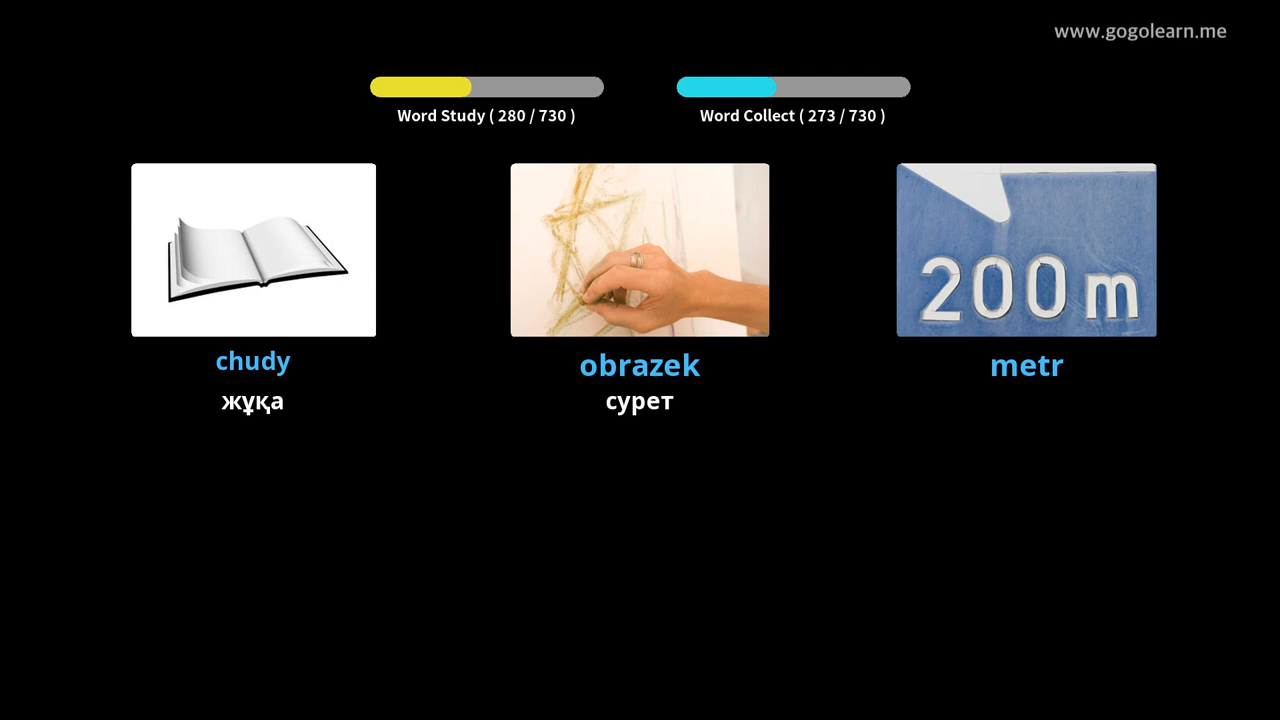 www.gogolearn.me
Word Study ( 280 / 730 )
Word Collect ( 273 / 730 )
200 m
chudy
obrazek
metr
жұқа
сурет